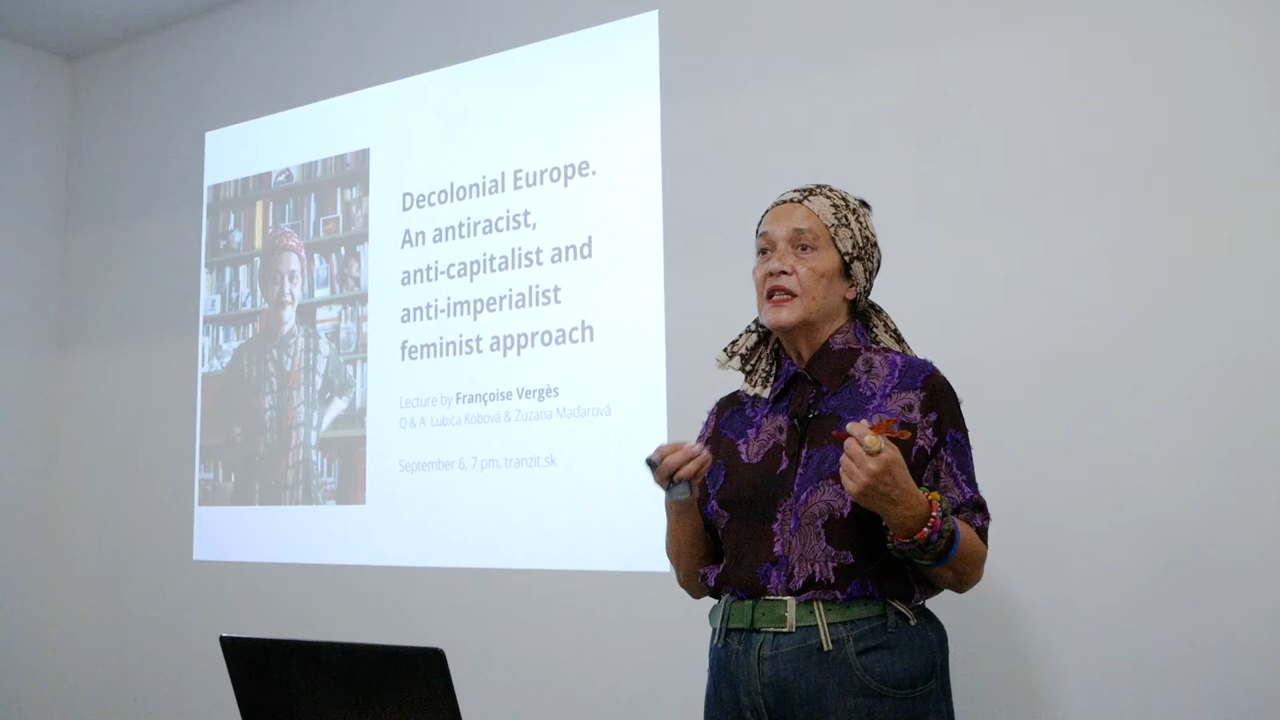 Decolonial Europe.
An antiracist,
anti-capitalist and
anti-imperialist
feminist approach
Lecture by Françoise Vergès
Q & A: Ľubica Kobová & Zuzana Maďarová
September 6, 7 pm, tranzit.sk